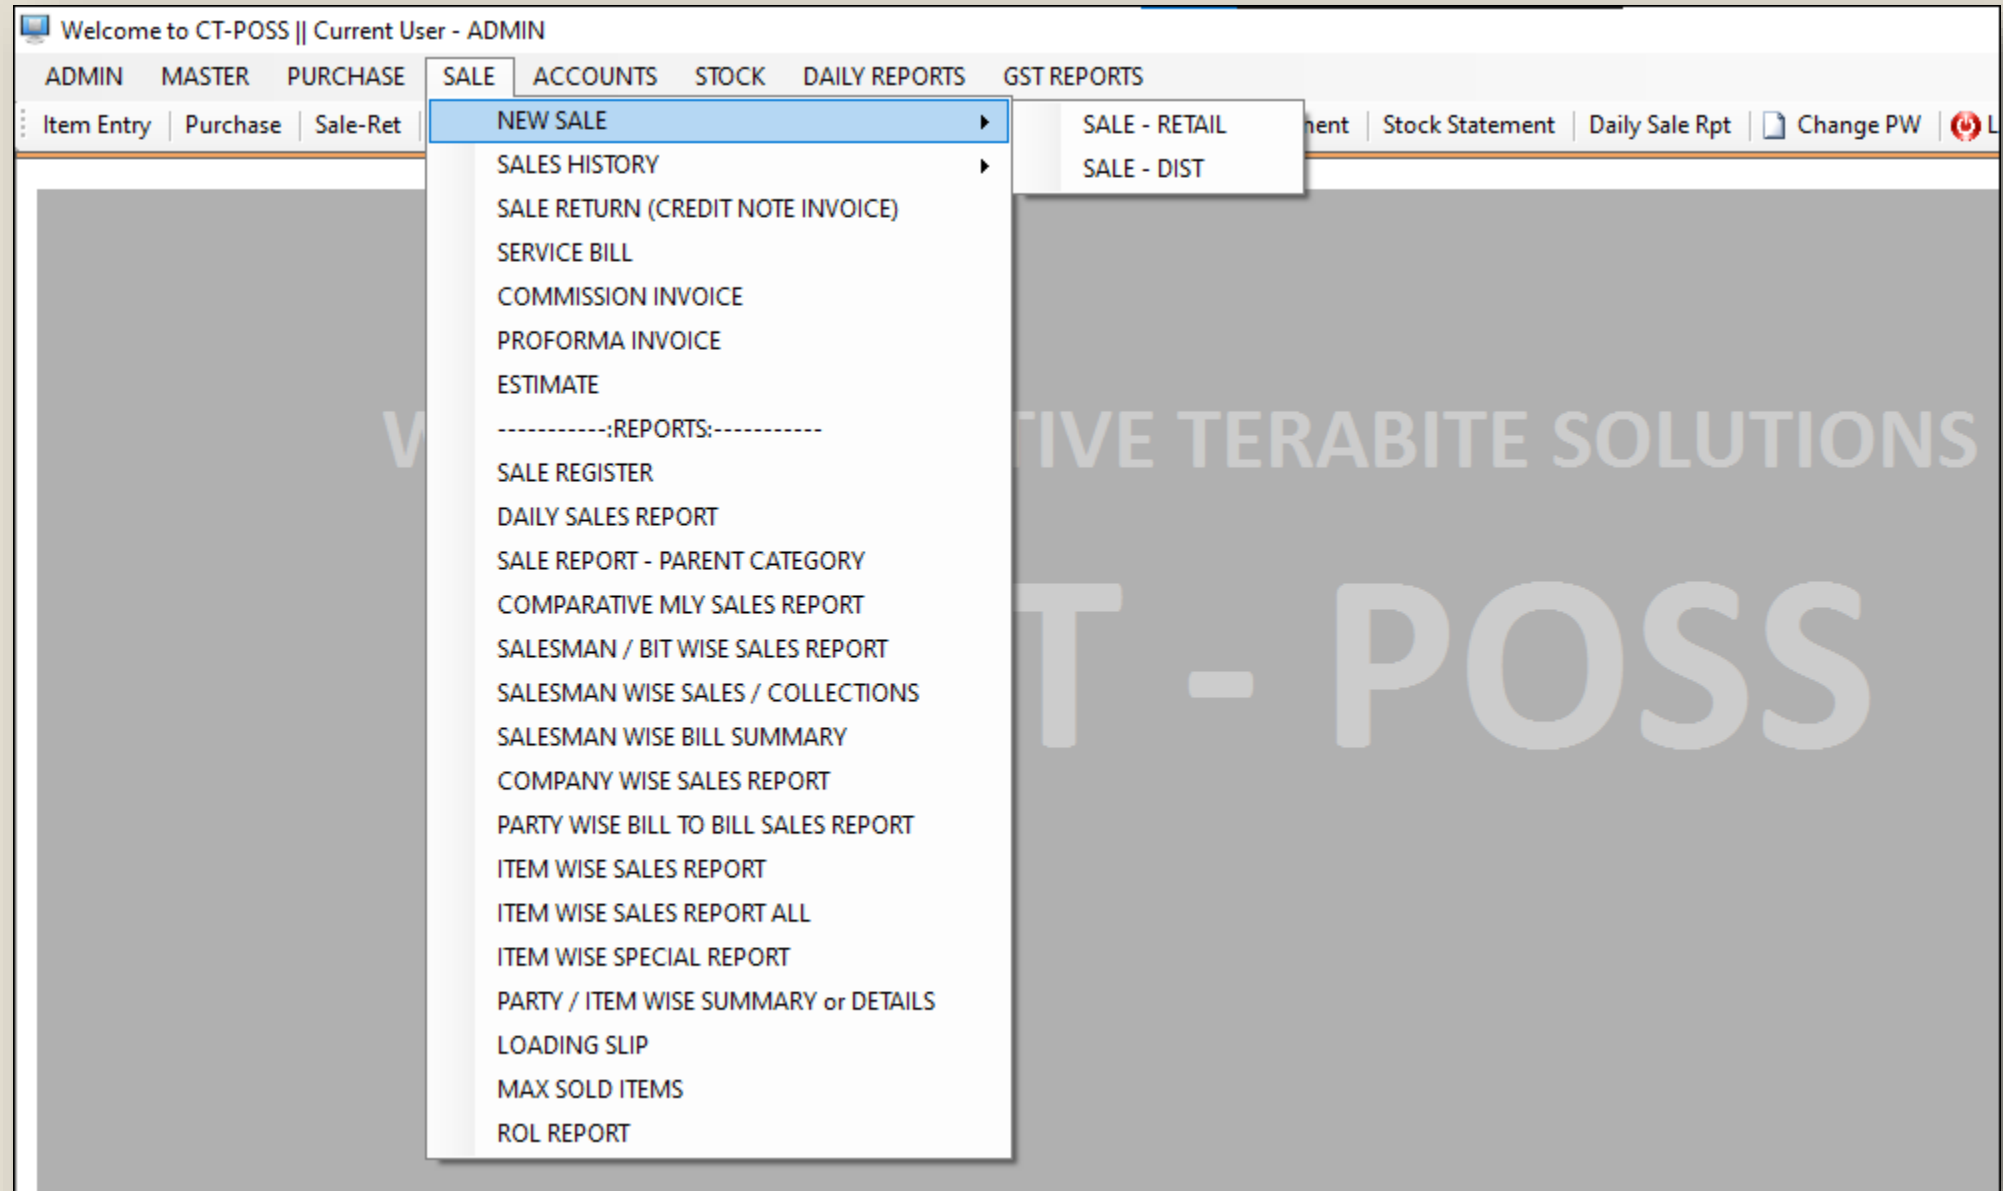 Welcome to CT-POSS || Current User - ADMIN
ADMIN MASTER PURCHASE SALE ACCOUNTS STOCK DAILY REPORTS GST REPORTS
Item Entry Purchase Sale-Ret Stock Statement Daily Sale Rpt Change PW
NEW SALE
SALES HISTORY
SALE RETURN (CREDIT NOTE INVOICE)
SERVICE BILL
COMMISSION INVOICE
PROFORMA INVOICE
ESTIMATE
-----------:REPORTS:-----------
SALE REGISTER
DAILY SALES REPORT
SALE REPORT - PARENT CATEGORY
COMPARATIVE MLY SALES REPORT
SALESMAN / BIT WISE SALES REPORT
SALESMAN WISE SALES / COLLECTIONS
SALESMAN WISE BILL SUMMARY
COMPANY WISE SALES REPORT
PARTY WISE BILL TO BILL SALES REPORT
ITEM WISE SALES REPORT
ITEM WISE SALES REPORT ALL
ITEM WISE SPECIAL REPORT
PARTY / ITEM WISE SUMMARY or DETAILS
LOADING SLIP
MAX SOLD ITEMS
ROL REPORT
SALE - RETAIL
SALE - DIST
TERABITE SOLUTIONS
T - POSS